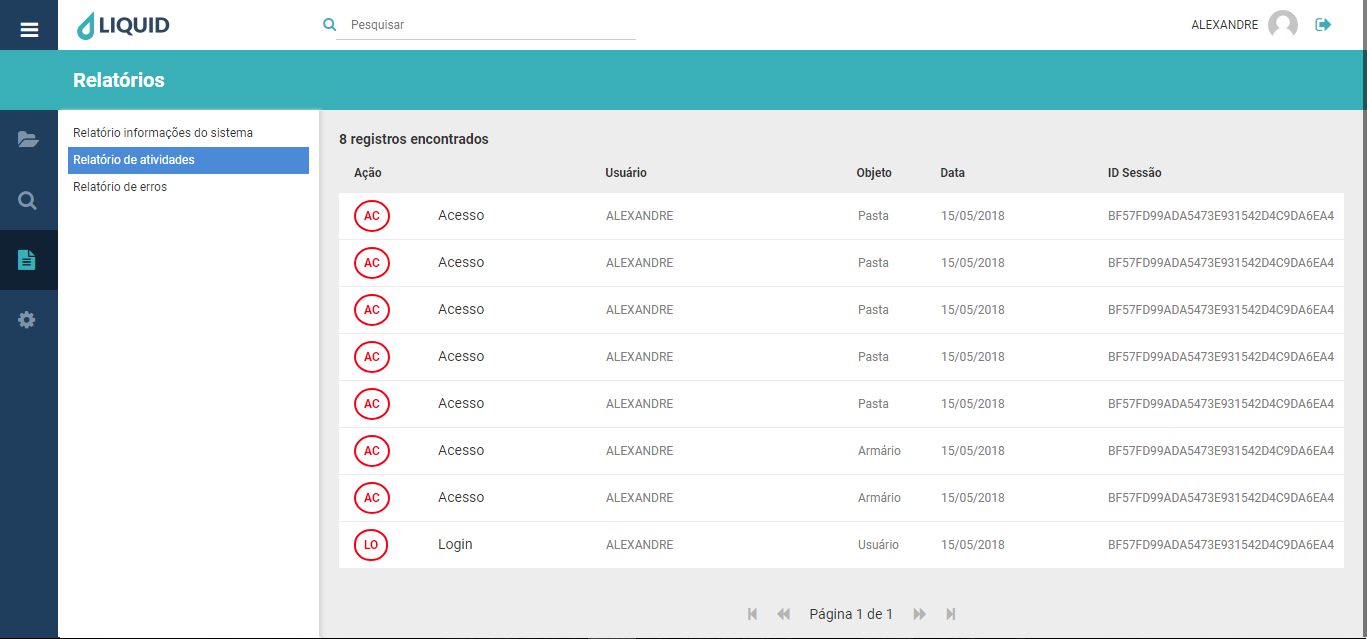 LIQUID
Pesquisar
ALEXANDRE
Relatórios
Relatório informações do sistema
Relatório de atividades
Relatório de erros
8 registros encontrados
Ação Usuário Objeto Data ID Sessão
AC Acesso ALEXANDRE Pasta 15/05/2018 BF57FD99ADA5473E931542D4C9DA6EA4
AC Acesso ALEXANDRE Pasta 15/05/2018 BF57FD99ADA5473E931542D4C9DA6EA4
AC Acesso ALEXANDRE Pasta 15/05/2018 BF57FD99ADA5473E931542D4C9DA6EA4
AC Acesso ALEXANDRE Pasta 15/05/2018 BF57FD99ADA5473E931542D4C9DA6EA4
AC Acesso ALEXANDRE Pasta 15/05/2018 BF57FD99ADA5473E931542D4C9DA6EA4
AC Acesso ALEXANDRE Armário 15/05/2018 BF57FD99ADA5473E931542D4C9DA6EA4
AC Acesso ALEXANDRE Armário 15/05/2018 BF57FD99ADA5473E931542D4C9DA6EA4
LO Login ALEXANDRE Usuário 15/05/2018 BF57FD99ADA5473E931542D4C9DA6EA4
Página 1 de 1